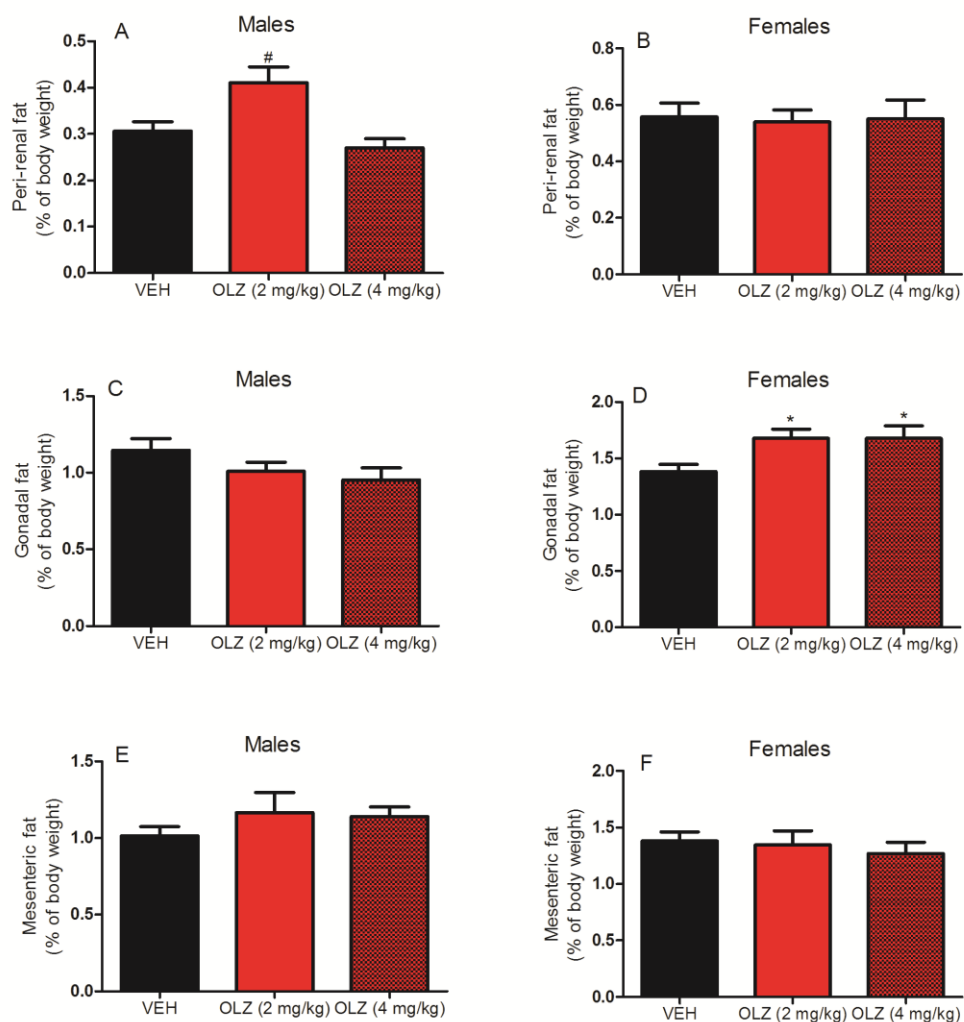 A
Males
Peri-renal fat
(% of body weight)
0.5
0.4
0.3
0.2
0.1
0.0
#
VEH
OLZ (2 mg/kg)
OLZ (4 mg/kg)
B
Females
Peri-renal fat
(% of body weight)
0.8
0.6
0.4
0.2
0.0
VEH
OLZ (2 mg/kg)
OLZ (4 mg/kg)
C
Males
Gonadal fat
(% of body weight)
1.5
1.0
0.5
0.0
VEH
OLZ (2 mg/kg)
OLZ (4 mg/kg)
D
Females
Gonadal fat
(% of body weight)
2.0
1.5
1.0
0.5
0.0
*
*
VEH
OLZ (2 mg/kg)
OLZ (4 mg/kg)
E
Males
Mesenteric fat
(% of body weight)
1.5
1.0
0.5
0.0
VEH
OLZ (2 mg/kg)
OLZ (4 mg/kg)
F
Females
Mesenteric fat
(% of body weight)
2.0
1.5
1.0
0.5
0.0
VEH
OLZ (2 mg/kg)
OLZ (4 mg/kg)